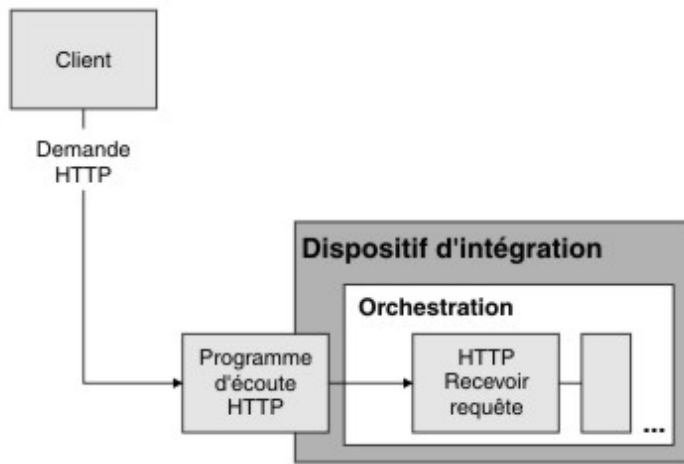 Client
Demande
HTTP
Dispositif d'intégration
Orchestration
Programme
d'écoute
HTTP
HTTP
Recevoir
requête
...